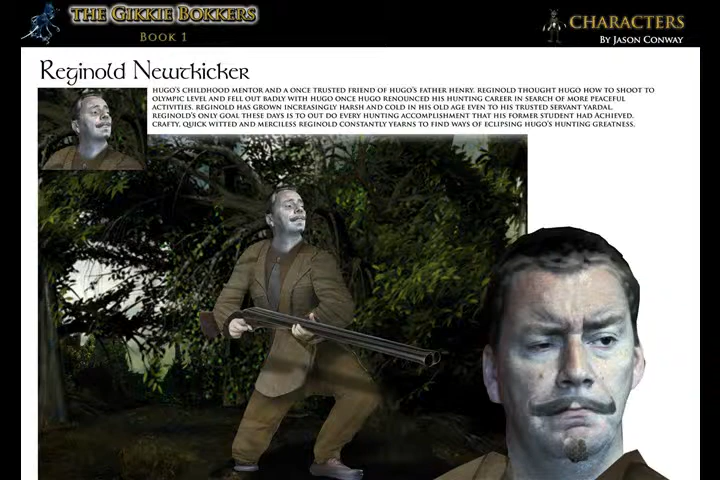 THE GIKKIE BOKKERS
BOOK 1
CHARACTERS
BY JASON CONWAY
Reginold Newtkicker
HUGO'S CHILDHOOD MENTOR AND A ONCE TRUSTED FRIEND OF HUGO'S FATHER HENRY. REGINOLD THOUGHT HUGO HOW TO SHOOT TO
OLYMPIC LEVEL AND FELL OUT BADLY WITH HUGO ONCE HUGO RENOUNCED HIS HUNTING CAREER IN SEARCH OF MORE PEACEFUL
ACTIVITIES. REGINOLD HAS GROWN INCREASINGLY HARSH AND COLD IN HIS OLD AGE EVEN TO HIS TRUSTED SERVANT YARDAL.
REGINOLD'S ONLY GOAL THESE DAYS IS TO OUT DO EVERY HUNTING ACCOMPLISHMENT THAT HIS FORMER STUDENT HAD ACHIEVED.
CRAFTY, QUICK WITTED AND MERCILESS REGINOLD CONSTANTLY YEARNS TO FIND WAYS OF ECLIPSING HUGO'S HUNTING GREATNESS.